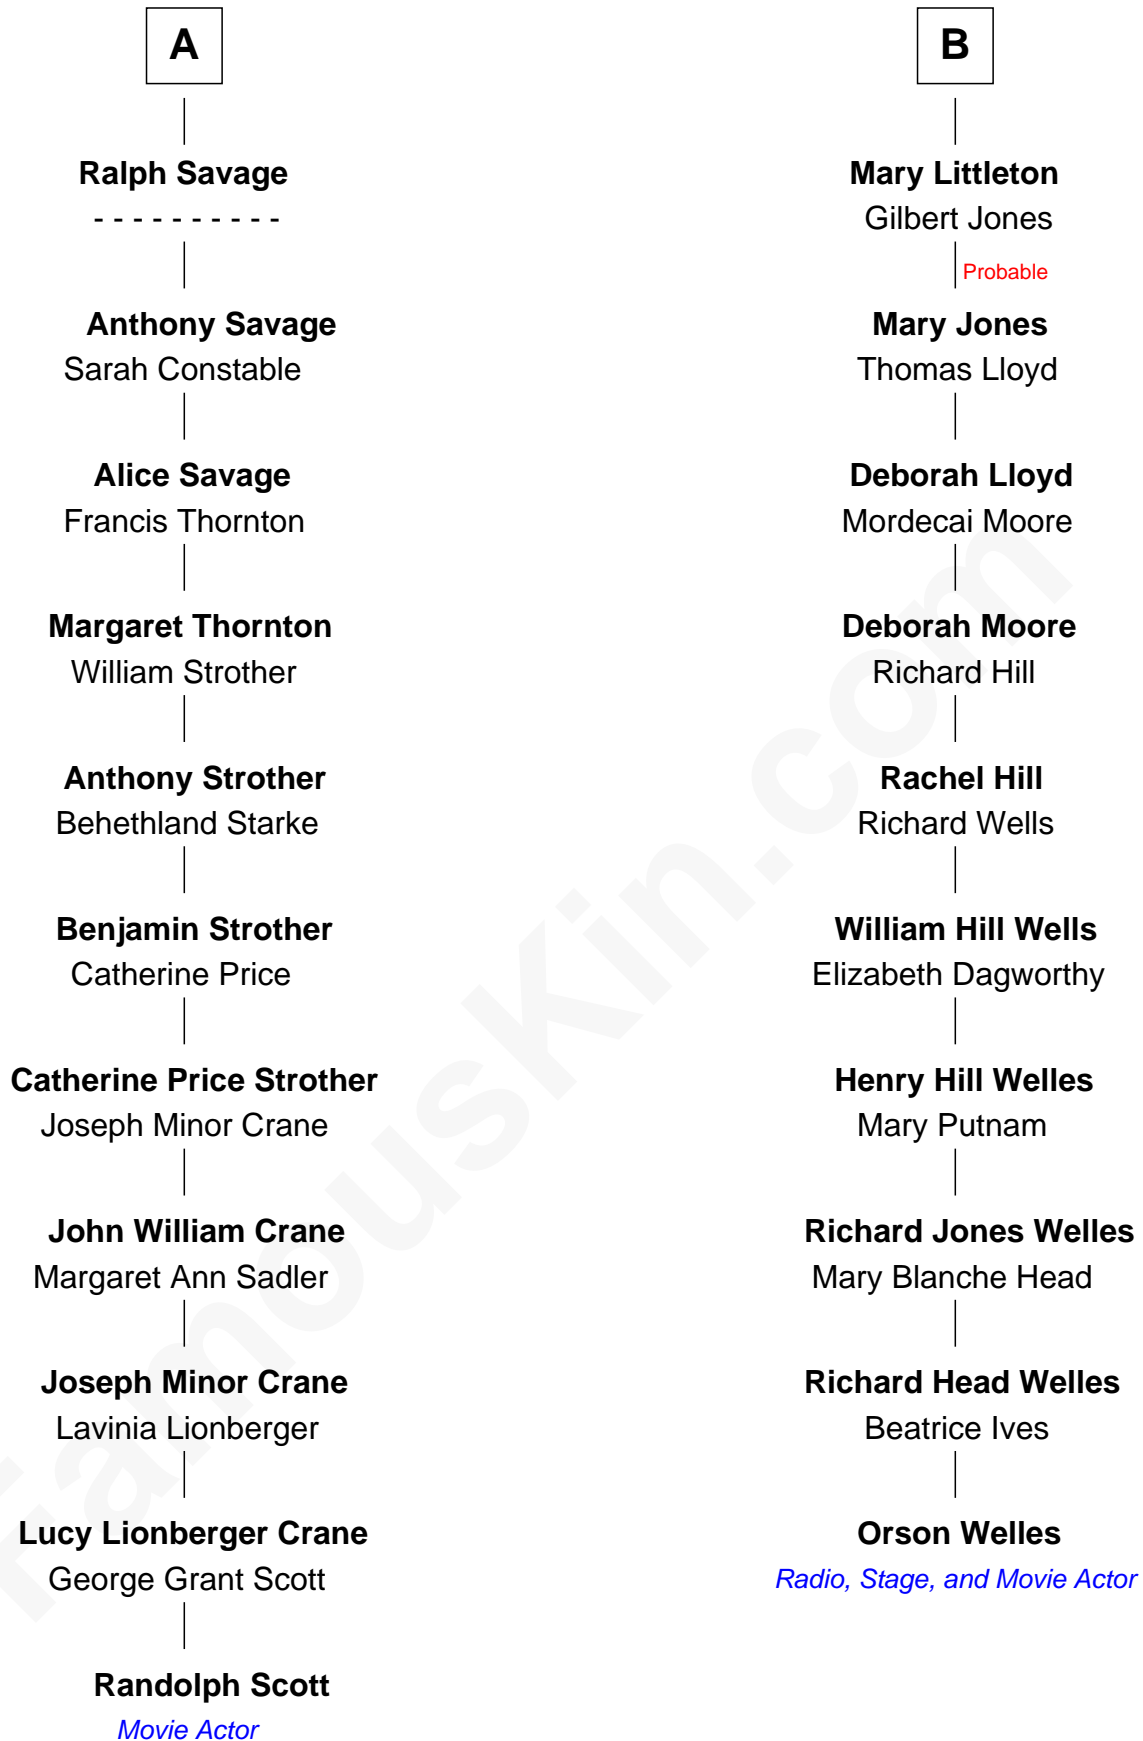 A
Ralph Savage
- - - - - - - - - -
Anthony Savage
Sarah Constable
Alice Savage
Francis Thornton
Margaret Thornton
William Strother
Anthony Strother
Behethland Starke
Benjamin Strother
Catherine Price
Catherine Price Strother
Joseph Minor Crane
John William Crane
Margaret Ann Sadler
Joseph Minor Crane
Lavinia Lionberger
Lucy Lionberger Crane
George Grant Scott
Randolph Scott
Movie Actor
B
Mary Littleton
Gilbert Jones
Probable
Mary Jones
Thomas Lloyd
Deborah Lloyd
Mordecai Moore
Deborah Moore
Richard Hill
Rachel Hill
Richard Wells
William Hill Wells
Elizabeth Dagworthy
Henry Hill Welles
Mary Putnam
Richard Jones Welles
Mary Blanche Head
Richard Head Welles
Beatrice Ives
Orson Welles
Radio, Stage, and Movie Actor
FamousKin.com